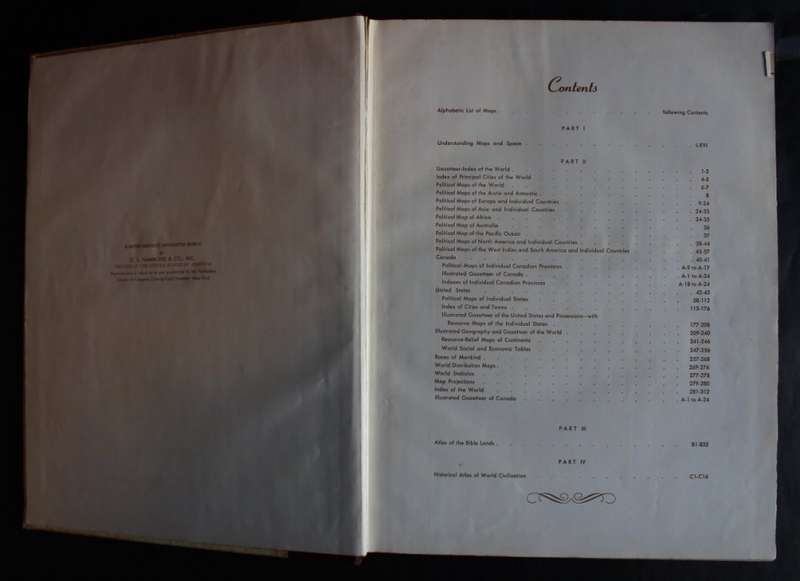 C. S. HAMMOND & CO., INC.
Contents
Alphabetic List of Maps . following Contents
PART I
Understanding Maps and Space I-XVI
PART II
Gazetteer-Index of the World 1-3
Index of Principal Cities of the World 4-5
Political Maps of the World 6-7
Political Maps of the Arctic and Antarctic 8
Political Maps of Europe and Individual Countries 9-24
Political Maps of Asia and Individual Countries 24-35
Political Map of Africa
Political Map of Australia 36
Political Map of the Pacific Ocean 37
Political Maps of North America and Individual Countries
Political Maps of the West Indies and South America and Individual Countries 45-57
Canada 40-41
Political Maps of Individual Canadian Provinces A-2 to A-17
Illustrated Gazetteer of Canada A-1 to A-24
Indexes of Individual Canadian Provinces A-18 to A-24
United States 42-43
Political Maps of Individual States 58-112
Index of Cities and Towns 113-176
Illustrated Gazetteer of the United States and Possessions—with
Resource Maps of the Individual States 177-208
Illustrated Geography and Gazetteer of the World 209-240
Resource-Relief Maps of Continents 241-246
World Social and Economic Tables 247-256
Races of Mankind 257-268
World Distribution Maps 269-276
World Statistics 277-278
Map Projections 279-280
Index of the World 281-312
Illustrated Gazetteer of Canada A-1 to A-24
PART III
Atlas of the Bible Lands B1-B32
PART IV
Historical Atlas of World Civilization C1-C16